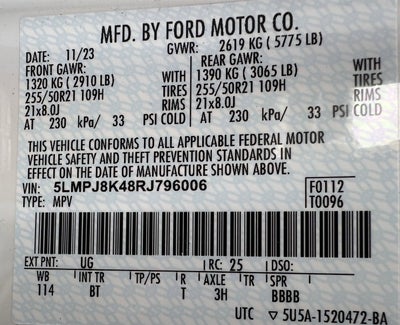 MFD. BY FORD MOTOR CO.
DATE: 11/23 GVWR: 2619 KG ( 5775 LB)
FRONT GAWR: REAR GAWR:
1320 KG ( 2910 LB) WITH 1390 KG ( 3065 LB) WITH
255/50R21 109H TIRES 255/50R21 109H TIRES
21x8.0J RIMS 21x8.0J RIMS
AT 230 kPa/ 33 PSI COLD AT 230 kPa/ 33 PSI COLD
THIS VEHICLE CONFORMS TO ALL APPLICABLE FEDERAL MOTOR
VEHICLE SAFETY AND THEFT PREVENTION STANDARDS IN
EFFECT ON THE DATE OF MANUFACTURE SHOWN ABOVE.
VIN: 5LMPJ8K48RJ796006 F0112
TYPE: MPV T0096
EXT PNT: UG RC: 25 DSO:
WB INT TR TP/PS R AXLE TR SPR
114 BT T 3H BBBB
UTC ▽ 5U5A-1520472-BA